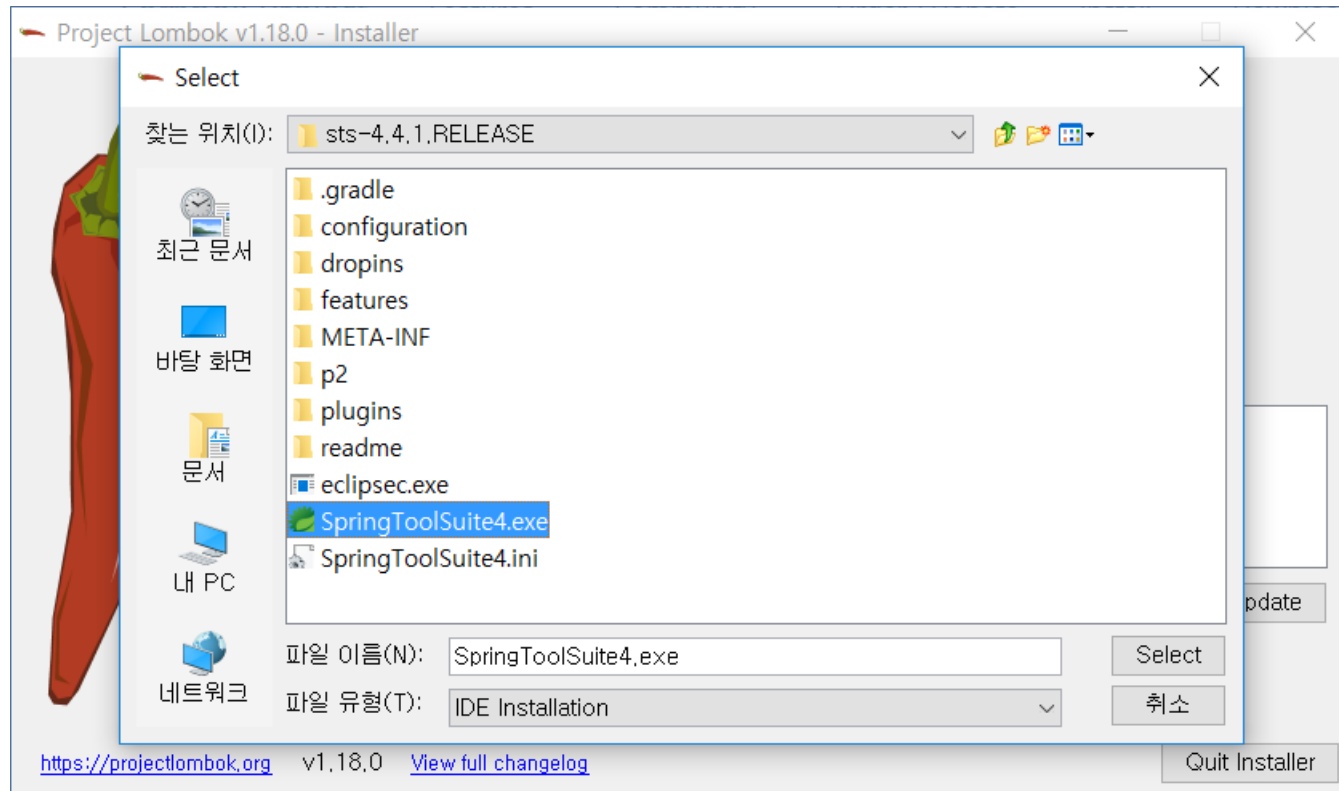 Project Lombok v1.18.0 - Installer
Select
찾는 위치(I): sts-4,4,1,RELEASE
.gradle
configuration
dropins
features
META-INF
p2
plugins
readme
eclipsec.exe
SpringToolSuite4.exe
SpringToolSuite4.ini
최근 문서
바탕 화면
문서
내 PC
네트워크
pdate
파일 이름(N): SpringToolSuite4,exe Select
파일 유형(T): IDE Installation 취소
https://projectlombok,org v1,18,0 View full changelog Quit Installer